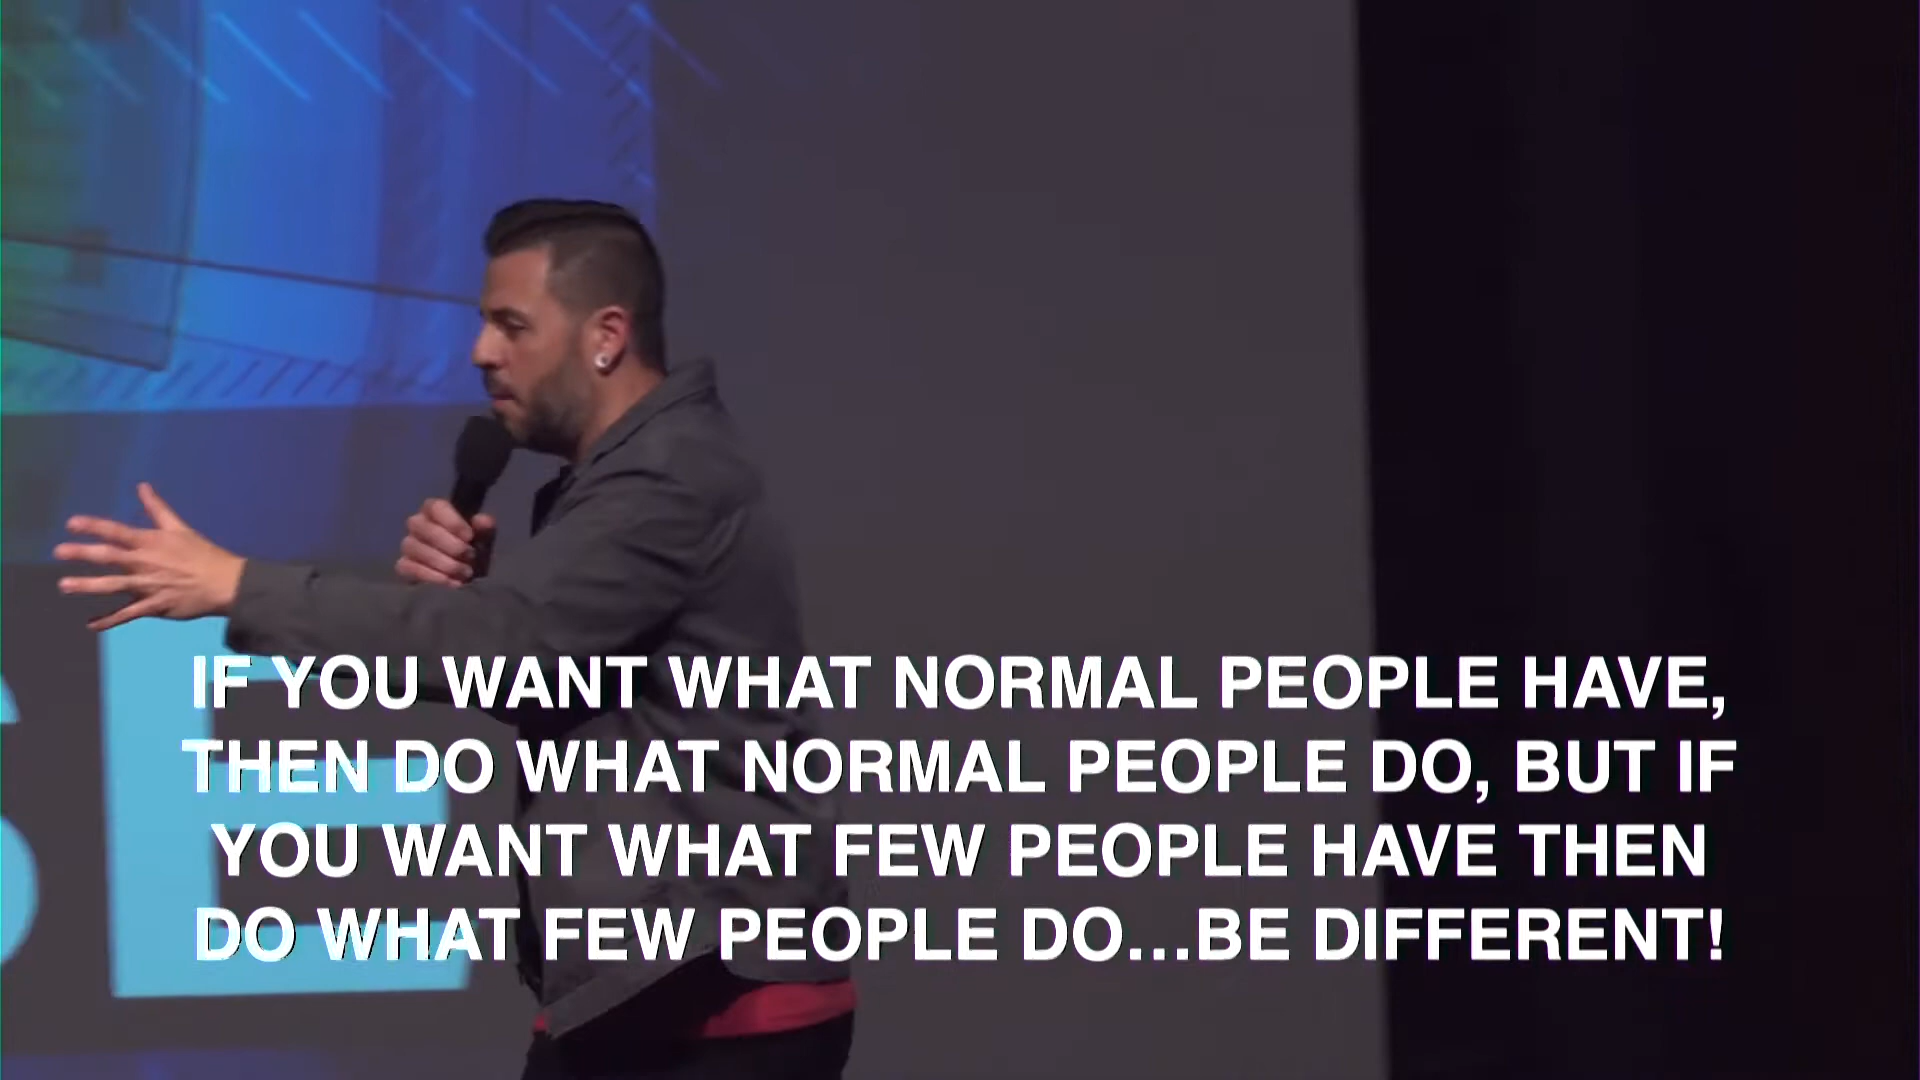 IF YOU WANT WHAT NORMAL PEOPLE HAVE,
THEN DO WHAT NORMAL PEOPLE DO, BUT IF
YOU WANT WHAT FEW PEOPLE HAVE THEN
DO WHAT FEW PEOPLE DO...BE DIFFERENT!